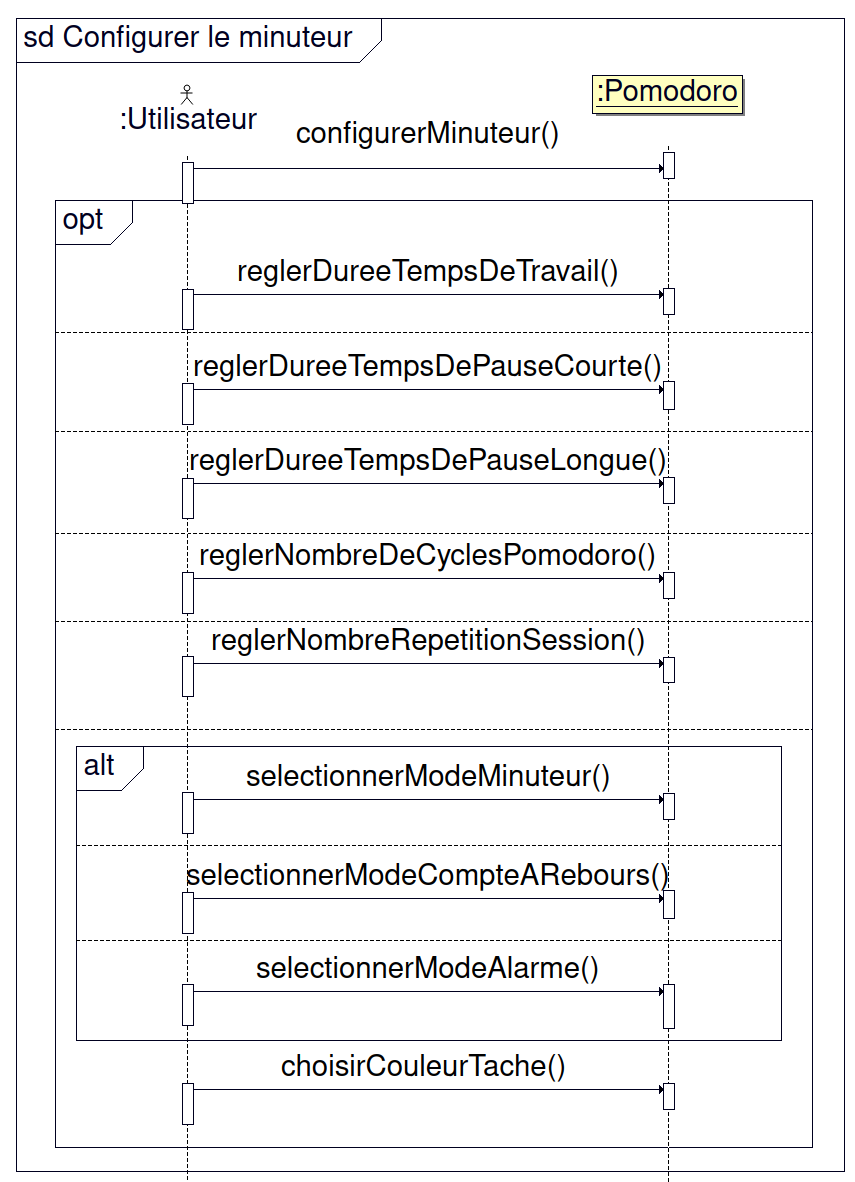 sd Configurer le minuteur
:Utilisateur
:Pomodoro
configurerMinuteur()
opt
reglerDureeTempsDeTravail()
reglerDureeTempsDePauseCourte()
reglerDureeTempsDePauseLongue()
reglerNombreDeCyclesPomodoro()
reglerNombreRepetitionSession()
alt
selectionnerModeMinuteur()
selectionnerModeCompteARebours()
selectionnerModeAlarme()
choisirCouleurTache()